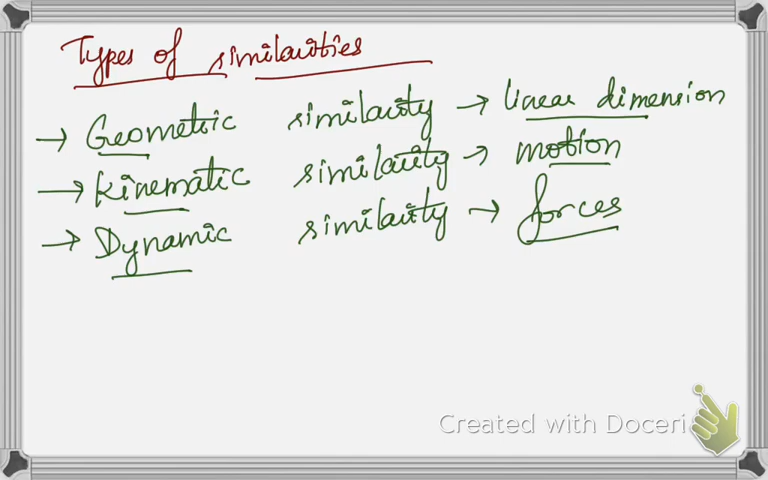 Types of similarities
→ Geometric similarity → linear dimension
→ Kinematic similarity → motion
→ Dynamic similarity → forces
Created with Doceri